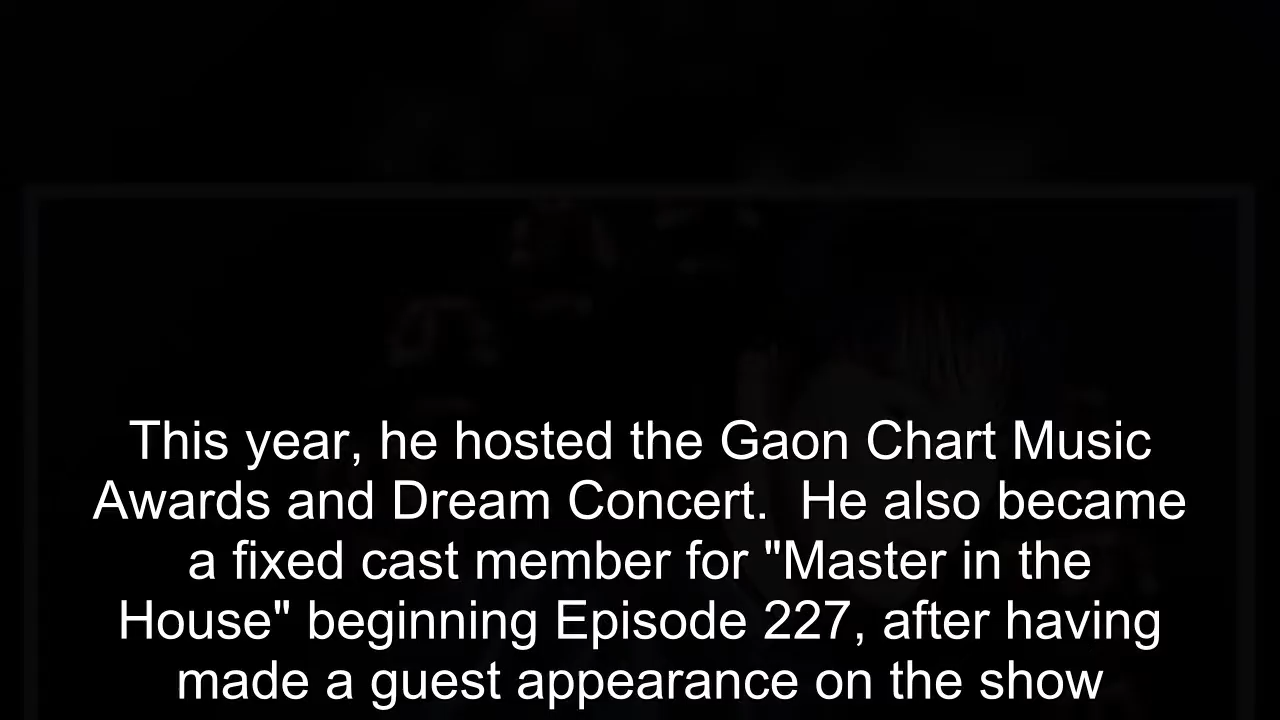 This year, he hosted the Gaon Chart Music
Awards and Dream Concert.  He also became
a fixed cast member for "Master in the
House" beginning Episode 227, after having
made a guest appearance on the show